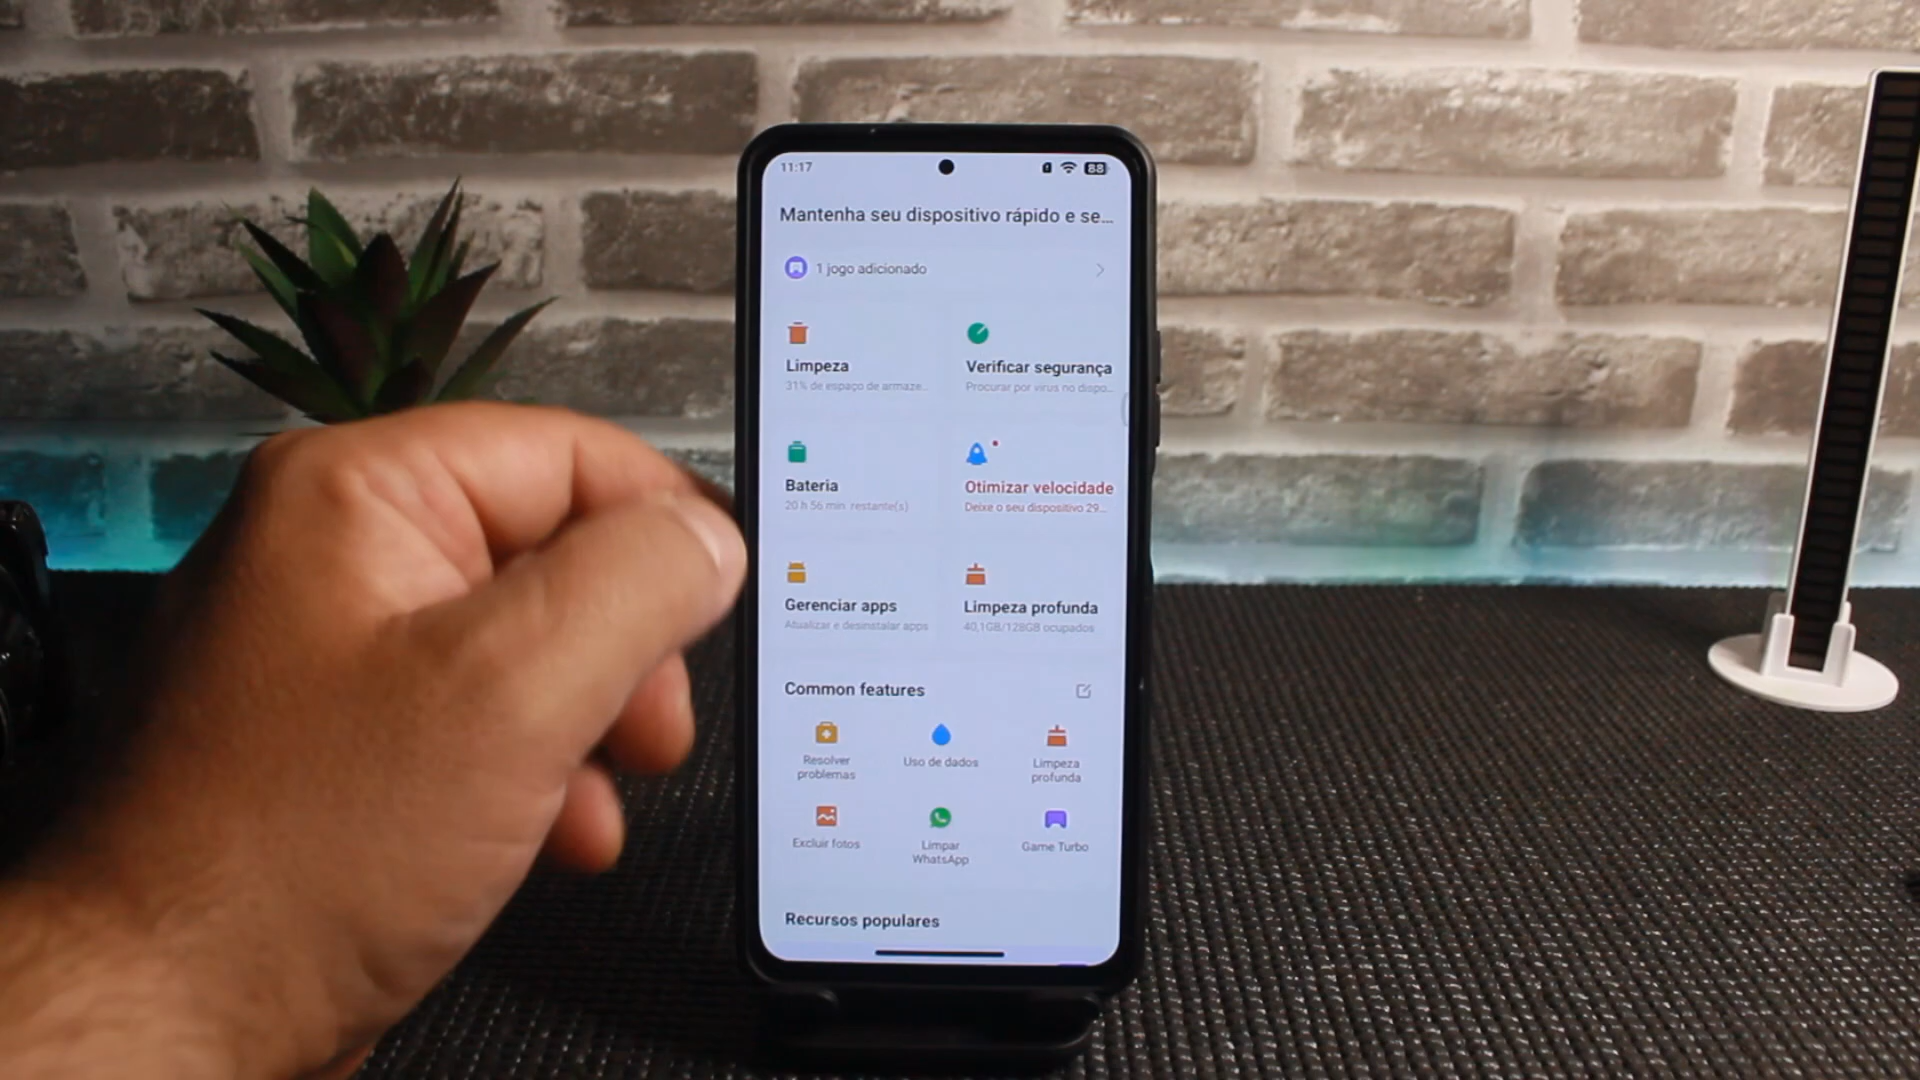 11:17
88
Mantenha seu dispositivo rápido e se...
1 jogo adicionado
Limpeza
31% de espaço de armaze...
Verificar segurança
Procurar por vírus no dispo...
Bateria
20 h 56 min restante(s)
Otimizar velocidade
Deixe o seu dispositivo 29...
Gerenciar apps
Atualizar e desinstalar apps
Limpeza profunda
40,1GB/128GB ocupados
Common features
Resolver
problemas
Uso de dados
Limpeza
profunda
Excluir fotos
Limpar
WhatsApp
Game Turbo
Recursos populares